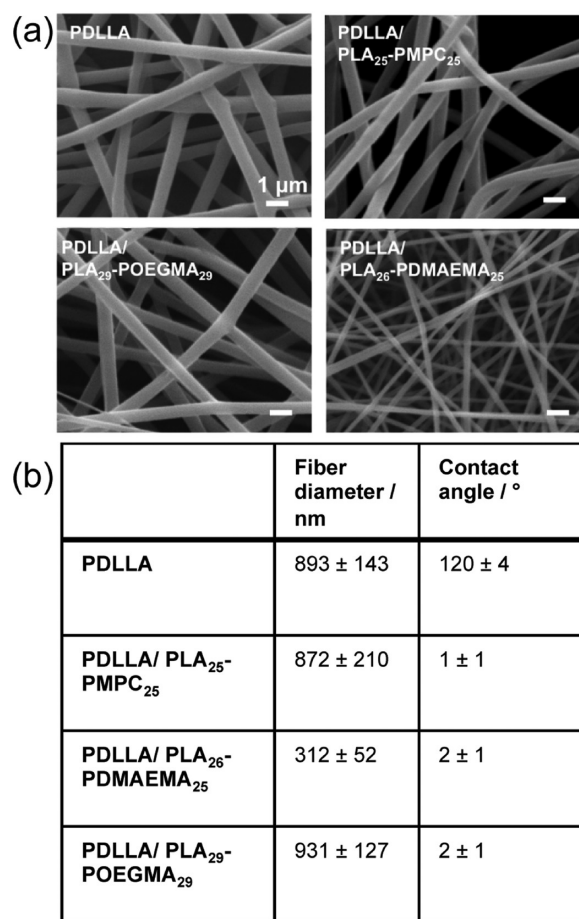 (a)
PDLLA
1 µm
PDLLA/
PLA₂₅-PMPC₂₅
PDLLA/
PLA₂₉-POEGMA₂₉
PDLLA/
PLA₂₆-PDMAEMA₂₅
(b)
Fiber
diameter /
nm
Contact
angle / °
PDLLA
893 ± 143
120 ± 4
PDLLA/ PLA₂₅-
PMPC₂₅
872 ± 210
1 ± 1
PDLLA/ PLA₂₆-
PDMAEMA₂₅
312 ± 52
2 ± 1
PDLLA/ PLA₂₉-
POEGMA₂₉
931 ± 127
2 ± 1